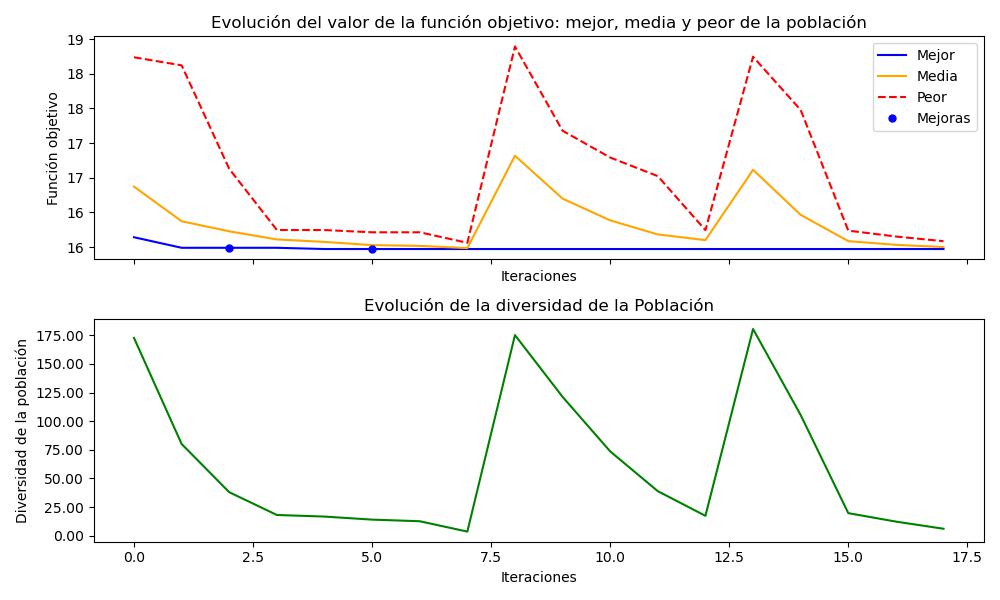 Evolución del valor de la función objetivo: mejor, media y peor de la población
19
18
18
17
17
16
16
Función objetivo
Mejor
Media
Peor
Mejoras
Iteraciones
Evolución de la diversidad de la Población
175.00
150.00
125.00
100.00
75.00
50.00
25.00
0.00
Diversidad de la población
0.0 2.5 5.0 7.5 10.0 12.5 15.0 17.5
Iteraciones